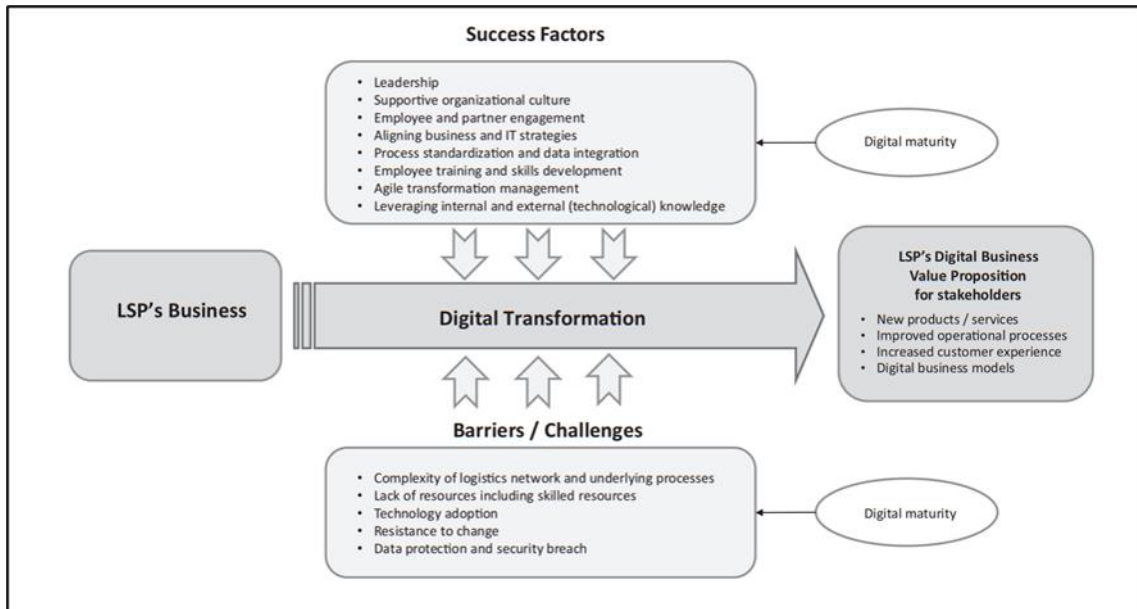 Success Factors
• Leadership
• Supportive organizational culture
• Employee and partner engagement
• Aligning business and IT strategies
• Process standardization and data integration
• Employee training and skills development
• Agile transformation management
• Leveraging internal and external (technological) knowledge
Digital maturity
LSP's Business
Digital Transformation
LSP's Digital Business
Value Proposition
for stakeholders
• New products / services
• Improved operational processes
• Increased customer experience
• Digital business models
Barriers / Challenges
• Complexity of logistics network and underlying processes
• Lack of resources including skilled resources
• Technology adoption
• Resistance to change
• Data protection and security breach
Digital maturity